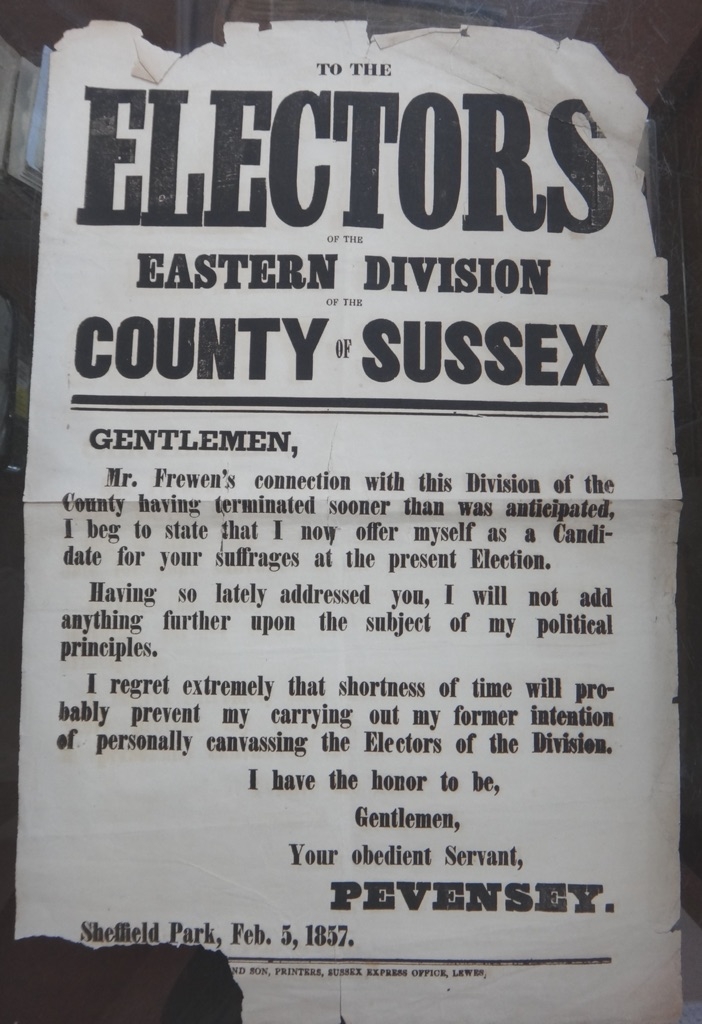 TO THE
ELECTORS
OF THE
EASTERN DIVISION
OF THE
COUNTY OF SUSSEX
GENTLEMEN,
Mr. Frewen's connection with this Division of the
County having terminated sooner than was anticipated,
I beg to state that I now offer myself as a Candi-
date for your suffrages at the present Election.
Having so lately addressed you, I will not add
anything further upon the subject of my political
principles.
I regret extremely that shortness of time will pro-
bably prevent my carrying out my former intention
of personally canvassing the Electors of the Division.
I have the honor to be,
Gentlemen,
Your obedient Servant,
PEVENSEY.
Sheffield Park, Feb. 5, 1857.
ND SON, PRINTERS, SUSSEX EXPRESS OFFICE, LEWES,